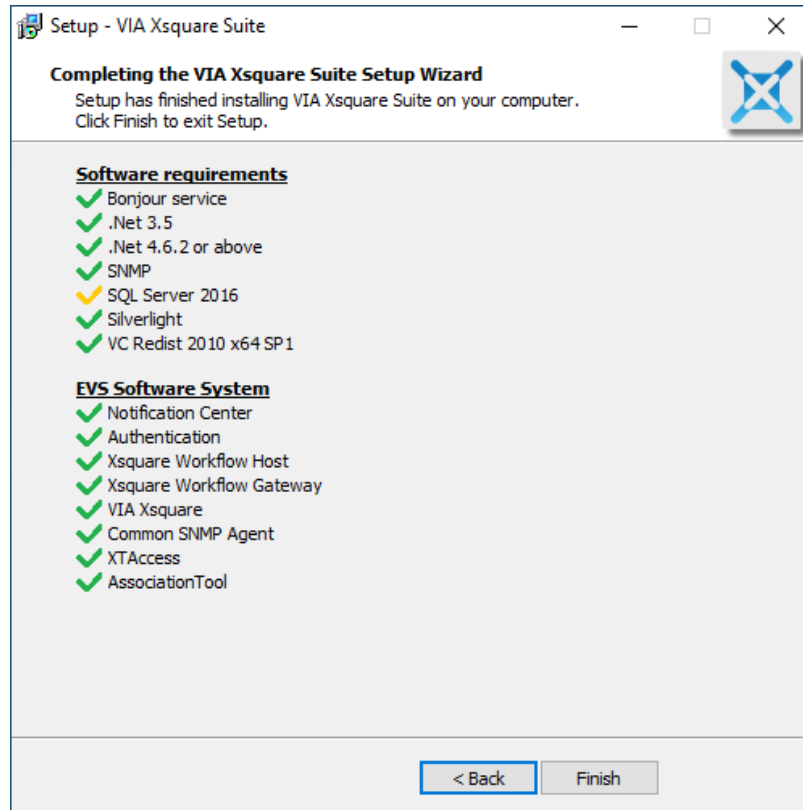 Setup - VIA Xsquare Suite
Completing the VIA Xsquare Suite Setup Wizard
Setup has finished installing VIA Xsquare Suite on your computer.
Click Finish to exit Setup.
Software requirements
Bonjour service
.Net 3.5
.Net 4.6.2 or above
SNMP
SQL Server 2016
Silverlight
VC Redist 2010 x64 SP1
EVS Software System
Notification Center
Authentication
Xsquare Workflow Host
Xsquare Workflow Gateway
VIA Xsquare
Common SNMP Agent
XTAccess
AssociationTool
< Back Finish